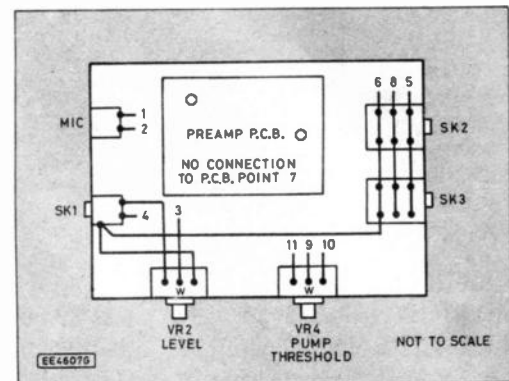 6 8 5
MIC
1
2
SK2
PREAMP P.C.B.
NO CONNECTION
TO P.C.B. POINT 7
SK1
4
3
SK3
11 9 10
W
W
VR2
LEVEL
VR4
PUMP
THRESHOLD
NOT TO SCALE
EE4607G